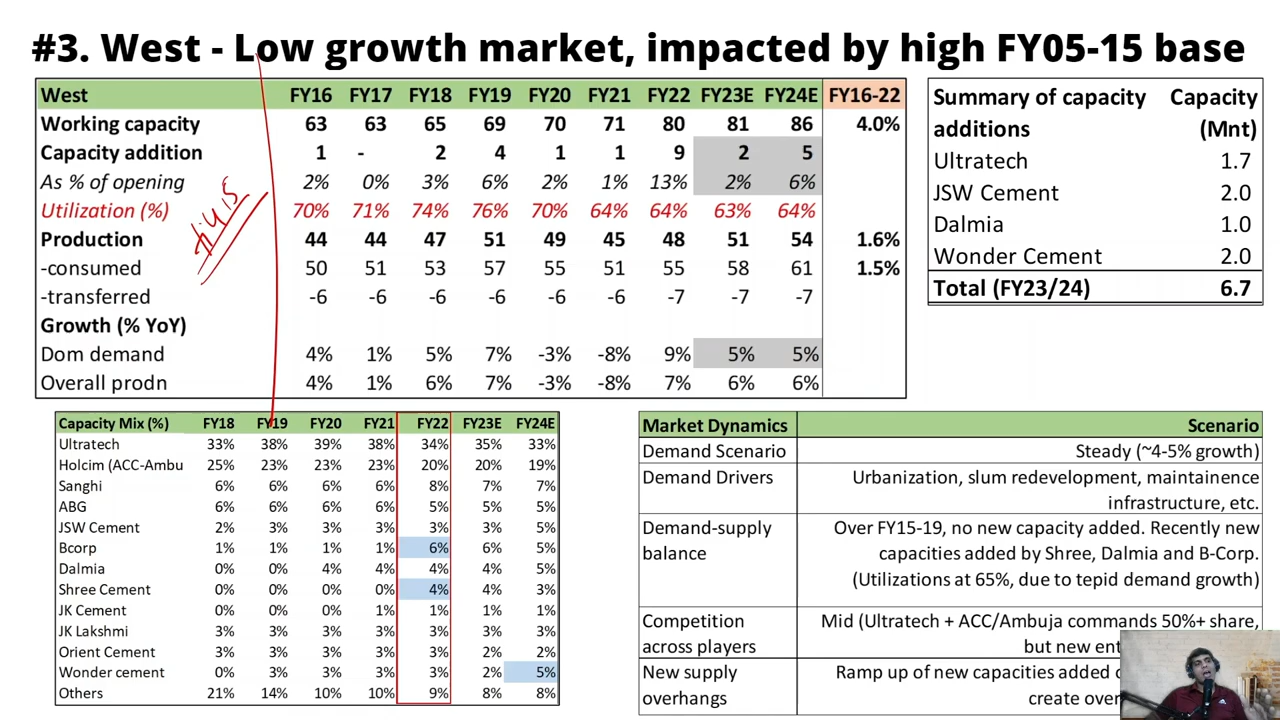 #3. West - Low growth market, impacted by high FY05-15 base
West FY16 FY17 FY18 FY19 FY20 FY21 FY22 FY23E FY24E FY16-22
Working capacity 63 63 65 69 70 71 80 81 86 4.0%
Capacity addition 1 - 2 4 1 1 9 2 5
As % of opening 2% 0% 3% 6% 2% 1% 13% 2% 6%
Utilization (%) 70% 71% 74% 76% 70% 64% 64% 63% 64%
Production 44 44 47 51 49 45 48 51 54 1.6%
-consumed 50 51 53 57 55 51 55 58 61 1.5%
-transferred -6 -6 -6 -6 -6 -6 -7 -7 -7
Growth (% YoY)
Dom demand 4% 1% 5% 7% -3% -8% 9% 5% 5%
Overall prodn 4% 1% 6% 7% -3% -8% 7% 6% 6%
Summary of capacity additions Capacity (Mnt)
Ultratech 1.7
JSW Cement 2.0
Dalmia 1.0
Wonder Cement 2.0
Total (FY23/24) 6.7
Capacity Mix (%) FY18 FY19 FY20 FY21 FY22 FY23E FY24E
Ultratech 33% 38% 39% 38% 34% 35% 33%
Holcim (ACC-Ambu 25% 23% 23% 23% 20% 20% 19%
Sanghi 6% 6% 6% 6% 8% 7% 7%
ABG 6% 6% 6% 6% 5% 5% 5%
JSW Cement 2% 3% 3% 3% 3% 3% 5%
Bcorp 1% 1% 1% 1% 6% 6% 5%
Dalmia 0% 0% 4% 4% 4% 4% 5%
Shree Cement 0% 0% 0% 0% 4% 4% 3%
JK Cement 0% 0% 0% 1% 1% 1% 1%
JK Lakshmi 3% 3% 3% 3% 3% 3% 3%
Orient Cement 3% 3% 3% 3% 3% 2% 2%
Wonder cement 0% 3% 3% 3% 3% 2% 5%
Others 21% 14% 10% 10% 9% 8% 8%
Market Dynamics Scenario
Demand Scenario Steady (~4-5% growth)
Demand Drivers Urbanization, slum redevelopment, maintainence
infrastructure, etc.
Demand-supply balance Over FY15-19, no new capacity added. Recently new
capacities added by Shree, Dalmia and B-Corp.
(Utilizations at 65%, due to tepid demand growth)
Competition across players Mid (Ultratech + ACC/Ambuja commands 50%+ share,
but new
New supply overhangs Ramp up of new capacities added
create